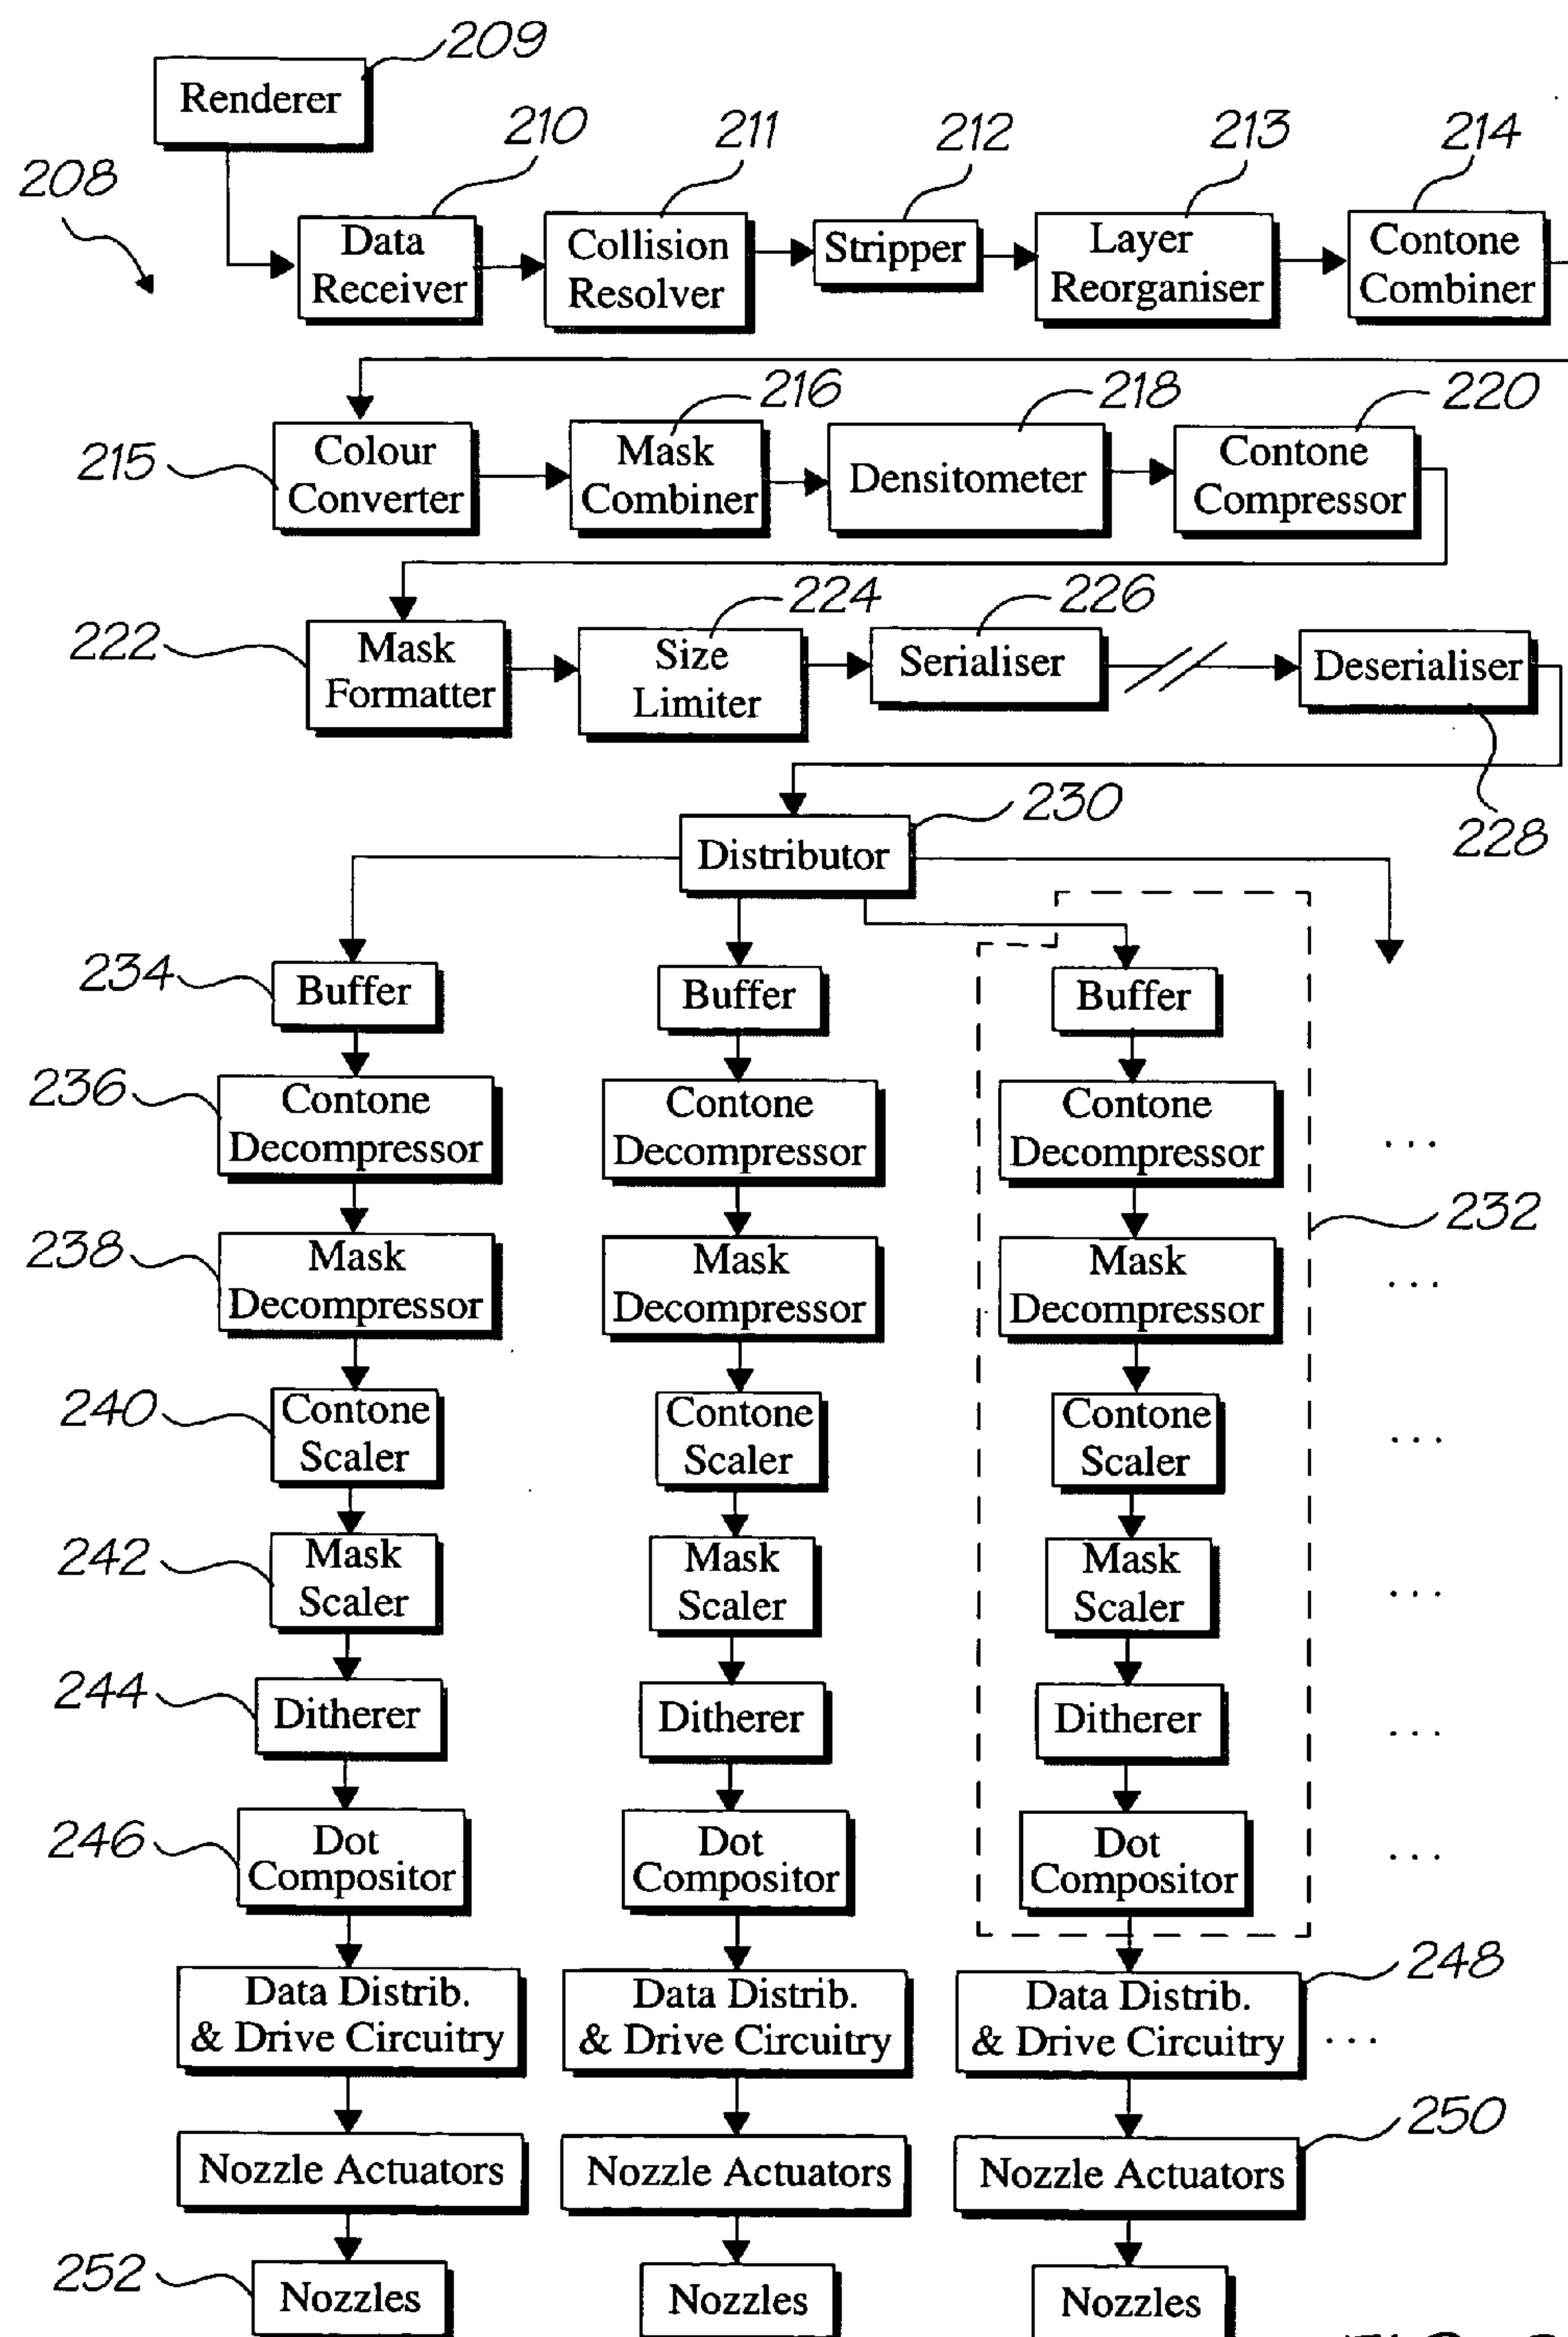 209
Renderer
208
210
211
212
213
214
Data
Receiver
Collision
Resolver
Stripper
Layer
Reorganiser
Contone
Combiner
215
216
218
220
Colour
Converter
Mask
Combiner
Densitometer
Contone
Compressor
222
224
226
Mask
Formatter
Size
Limiter
Serialiser
Deserialiser
228
230
Distributor
234
Buffer
Buffer
Buffer
236
Contone
Decompressor
Contone
Decompressor
Contone
Decompressor
...
232
238
Mask
Decompressor
Mask
Decompressor
Mask
Decompressor
...
240
Contone
Scaler
Contone
Scaler
Contone
Scaler
...
242
Mask
Scaler
Mask
Scaler
Mask
Scaler
...
244
Ditherer
Ditherer
Ditherer
...
246
Dot
Compositor
Dot
Compositor
Dot
Compositor
...
248
Data Distrib.
& Drive Circuitry
Data Distrib.
& Drive Circuitry
Data Distrib.
& Drive Circuitry
...
250
Nozzle Actuators
Nozzle Actuators
Nozzle Actuators
252
Nozzles
Nozzles
Nozzles